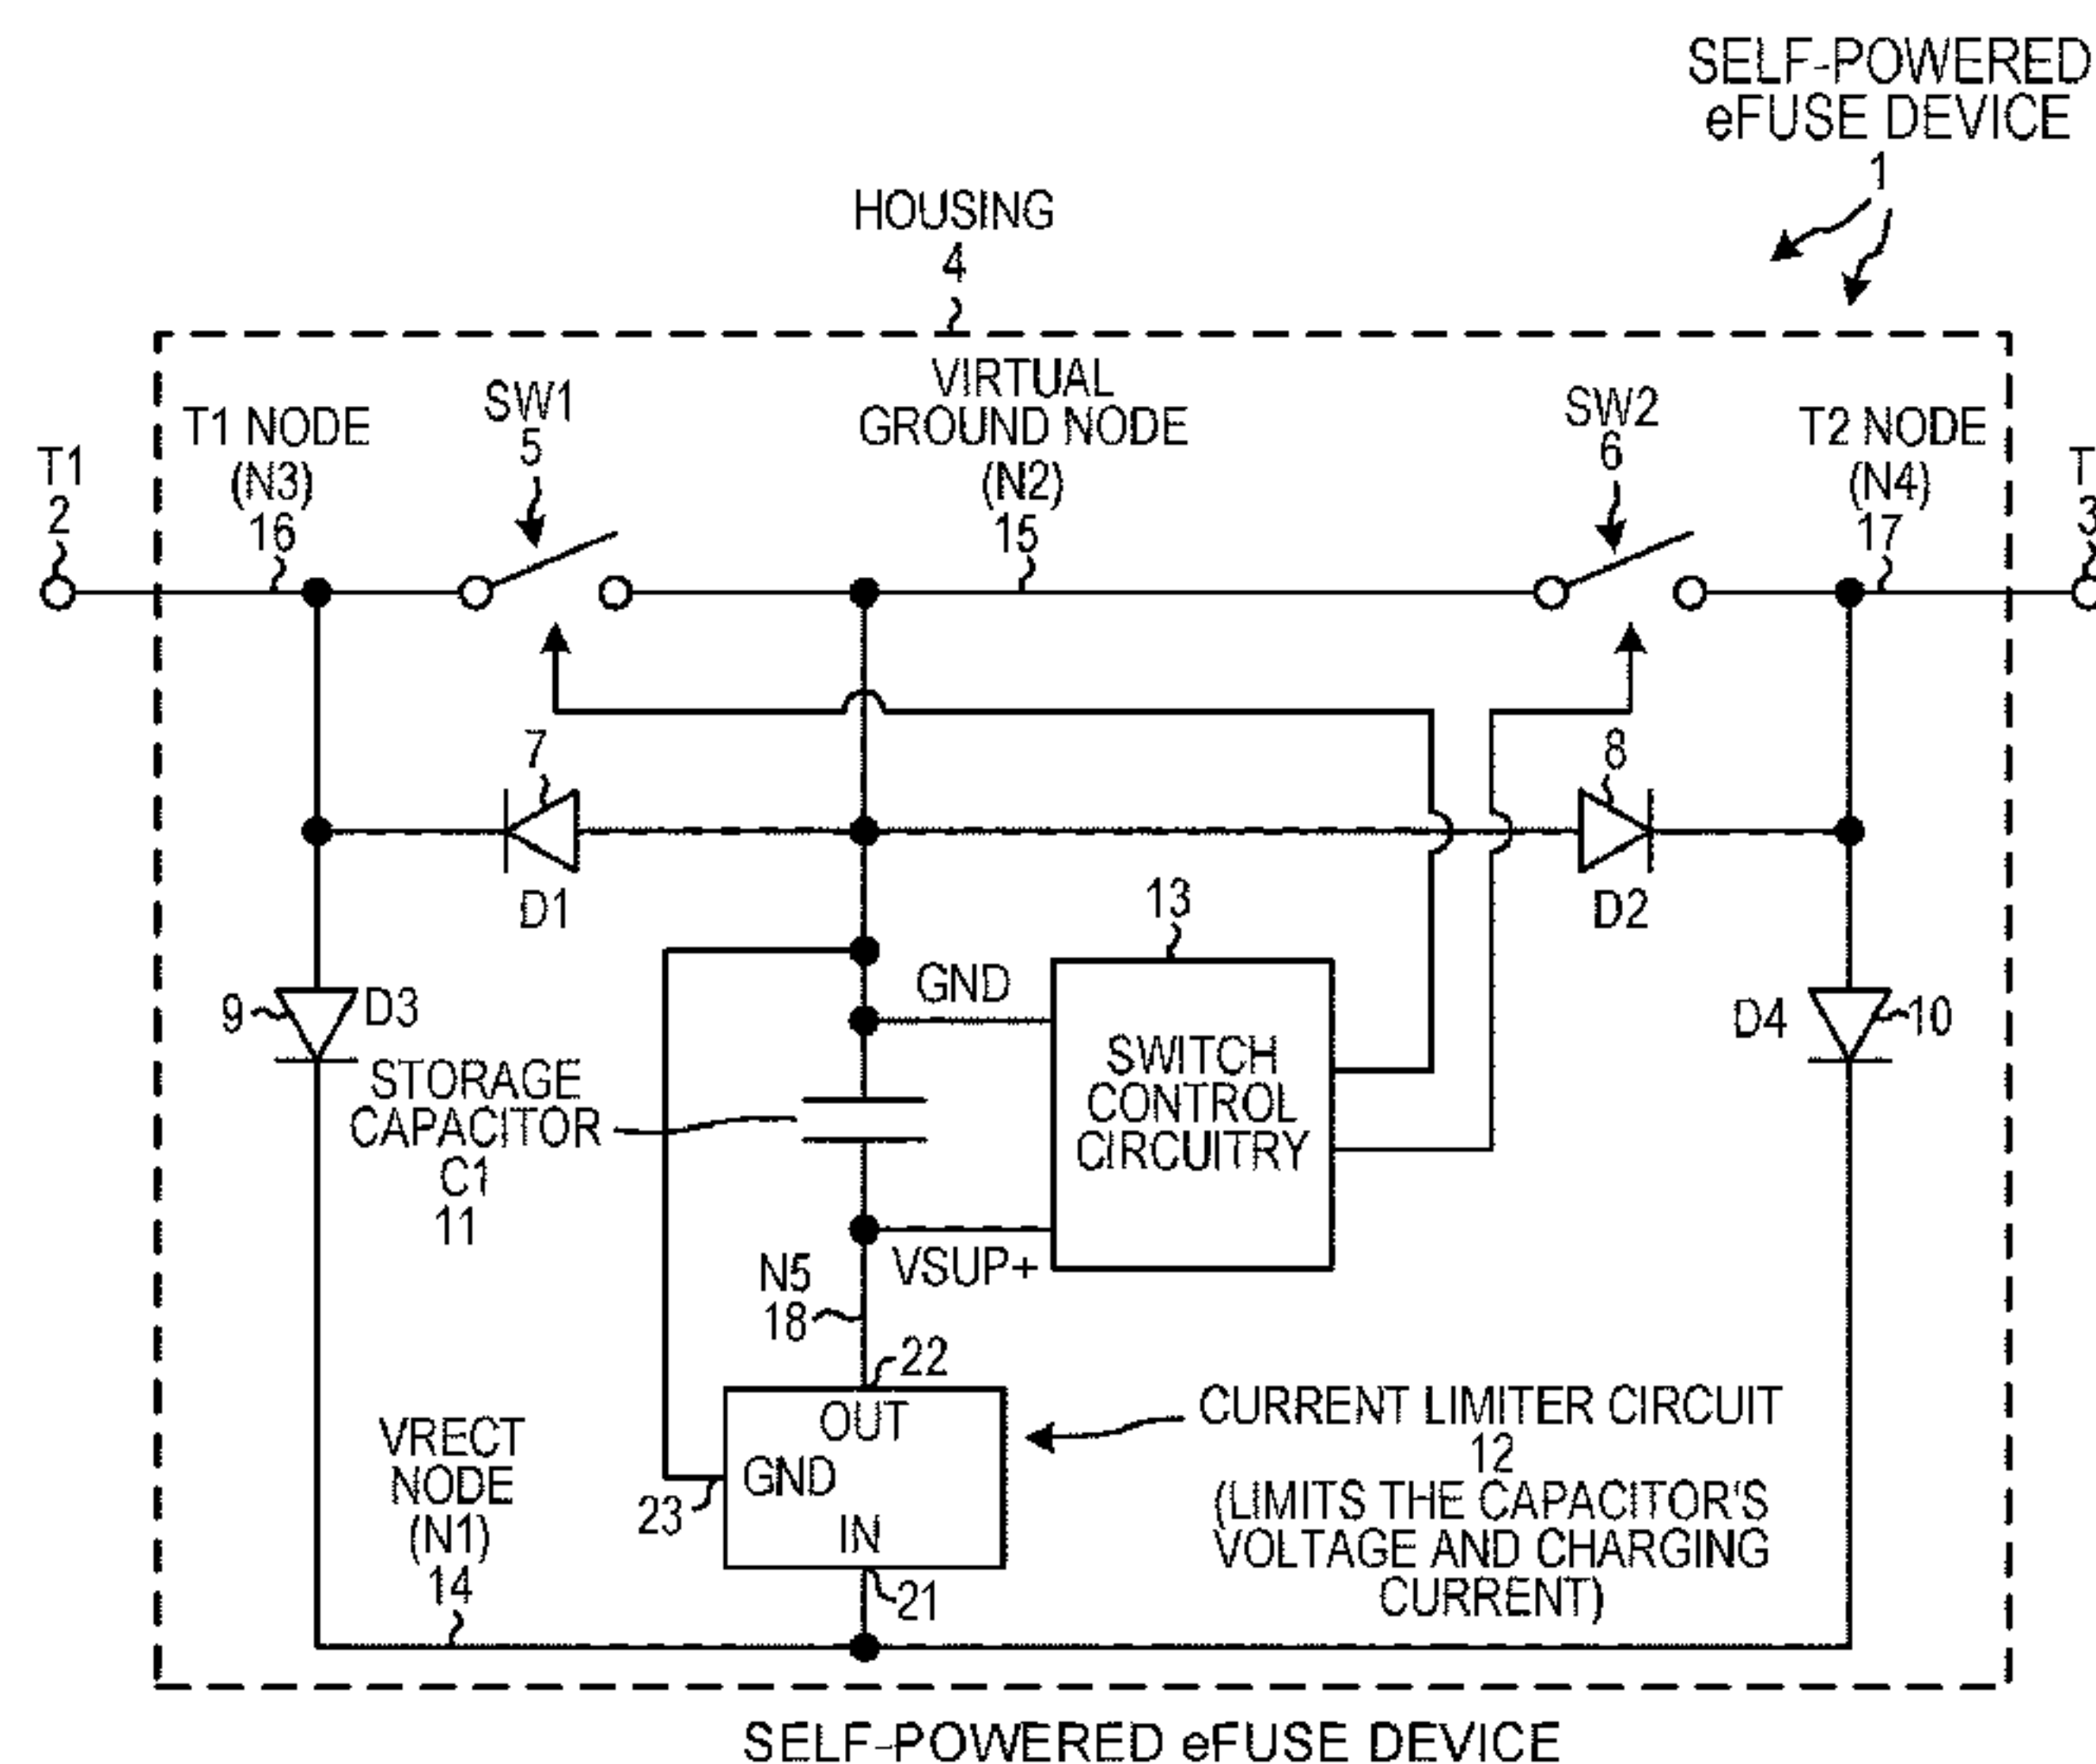 SELF-POWERED
eFUSE DEVICE
1
HOUSING
4
VIRTUAL
GROUND NODE
(N2)
15
T1
2
T1 NODE
(N3)
16
SW1
5
SW2
6
T2 NODE
(N4)
17
T
3
7
D1
8
D2
13
GND
9
D3
D4
10
STORAGE
CAPACITOR
C1
11
SWITCH
CONTROL
CIRCUITRY
N5
18
VSUP+
22
OUT
GND
IN
23
21
CURRENT LIMITER CIRCUIT
12
(LIMITS THE CAPACITOR'S
VOLTAGE AND CHARGING
CURRENT)
VRECT
NODE
(N1)
14
SELF-POWERED eFUSE DEVICE